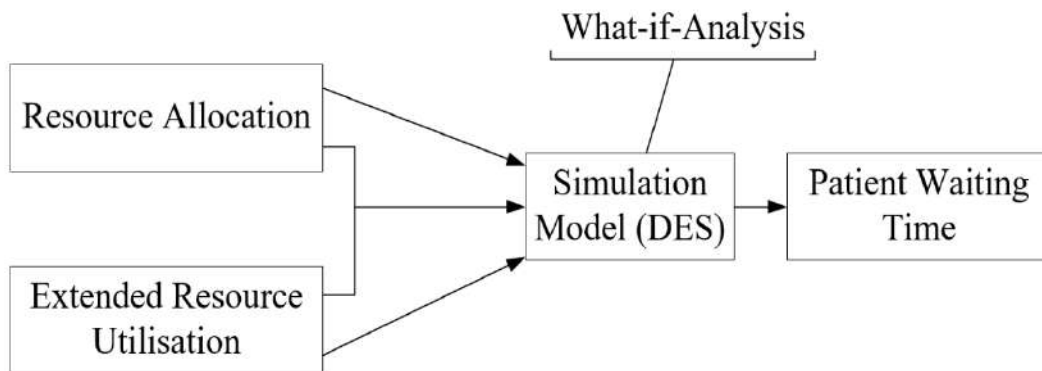 What-if-Analysis
Resource Allocation
Simulation
Model (DES)
Patient Waiting
Time
Extended Resource
Utilisation